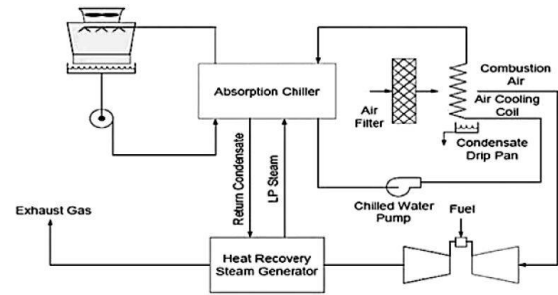 Absorption Chiller
Air
Filter
Combustion
Air
Air Cooling
Coil
Condensate
Drip Pan
Return Condensate
LP Steam
Chilled Water
Pump
Exhaust Gas
Fuel
Heat Recovery
Steam Generator